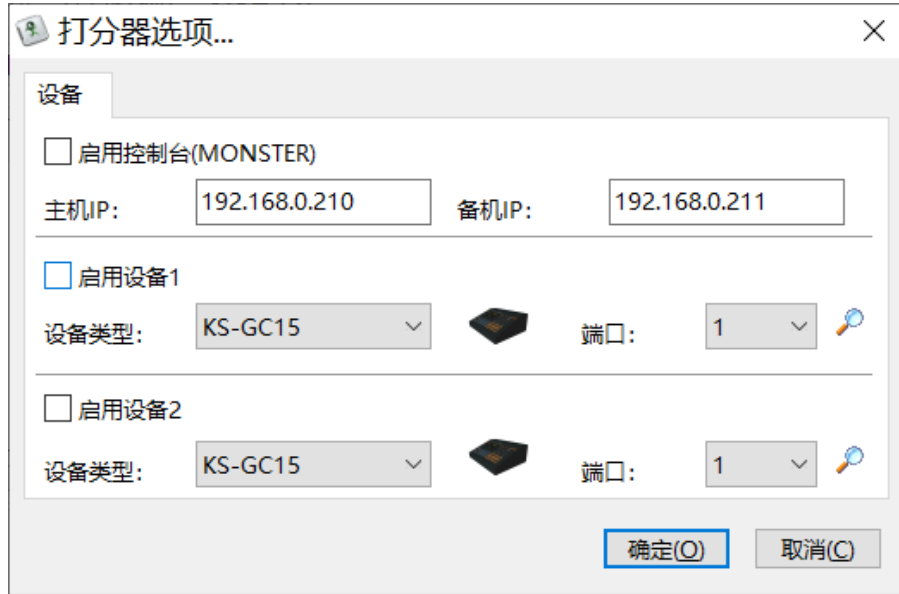 打分器选项...
设备
启用控制台(MONSTER)
主机IP: 192.168.0.210 备机IP: 192.168.0.211
启用设备1
设备类型: KS-GC15 端口: 1
启用设备2
设备类型: KS-GC15 端口: 1
确定(O) 取消(C)